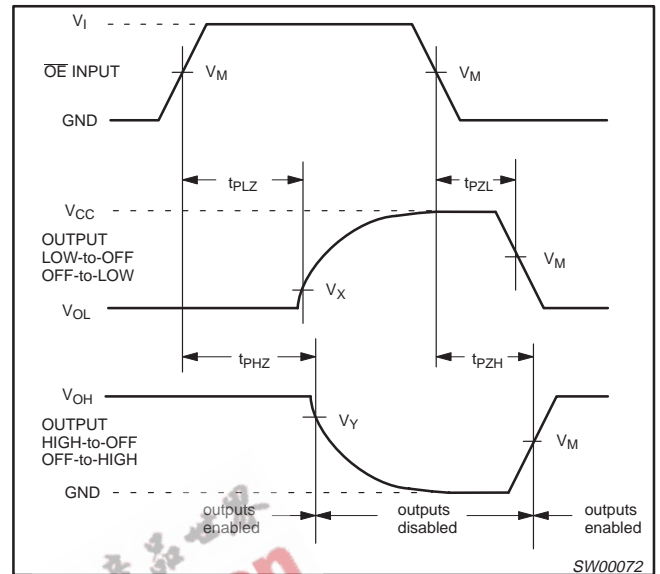 V_I
OE INPUT
V_M
V_M
GND
t_PLZ
t_PZL
V_CC
OUTPUT
LOW-to-OFF
OFF-to-LOW
V_M
V_X
V_OL
t_PHZ
t_PZH
V_OH
OUTPUT
HIGH-to-OFF
OFF-to-HIGH
V_Y
V_M
GND
outputs
enabled
outputs
disabled
outputs
enabled
SW00072